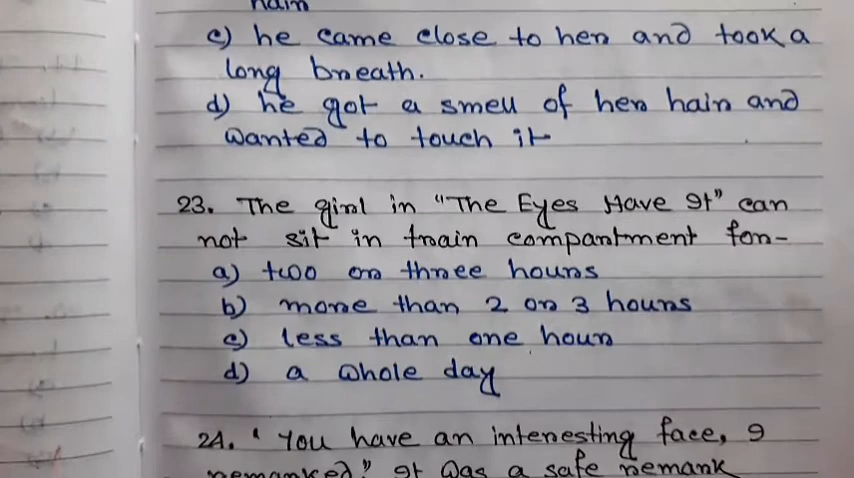 hair
c) he came close to her and took a
long breath.
d) he got a smell of her hair and
wanted to touch it
23. The girl in "The Eyes Have It" can
not sit in train compartment for-
a) two or three hours
b) more than 2 or 3 hours
c) less than one hour
d) a whole day
24. " You have an interesting face, I
remarked" It was a safe remark